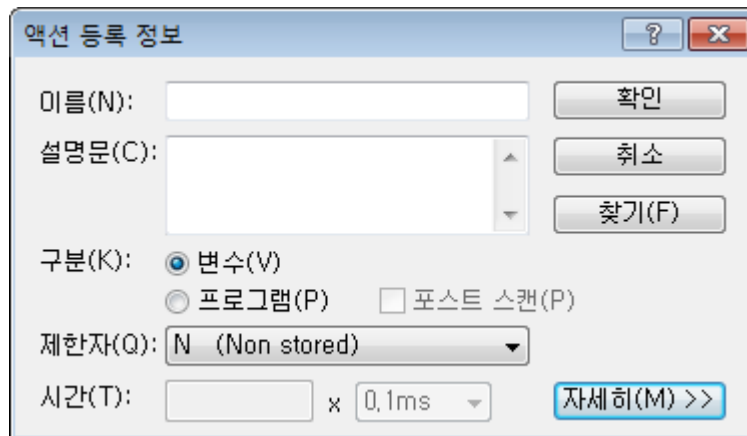 액션 등록 정보
이름(N): 확인
설명문(C): 취소
찾기(F)
구분(K): 변수(V)
프로그램(P) 포스트 스캔(P)
제한자(Q): N (Non stored)
시간(T): x 0,1ms 자세히(M) >>